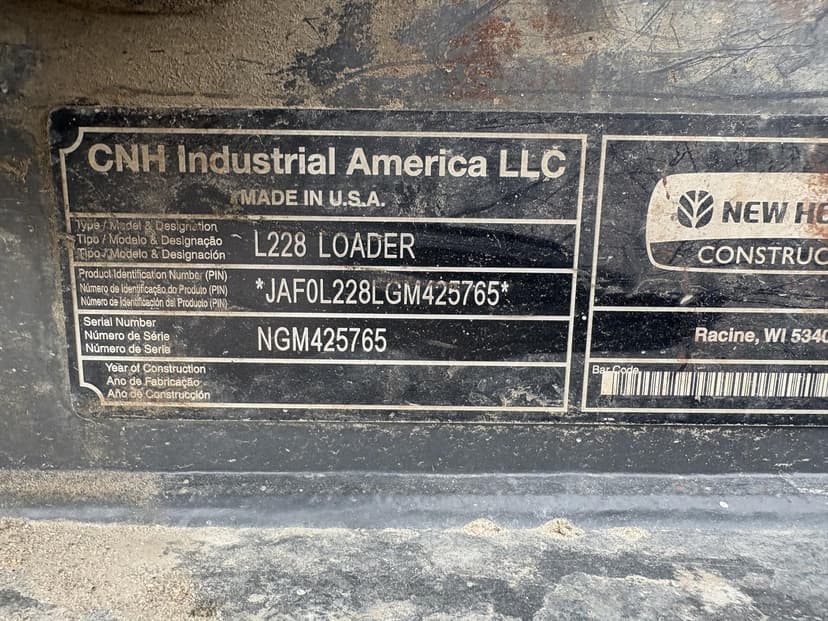 CNH Industrial America LLC
MADE IN U.S.A.
Type / Model & Designation
Tipo / Modelo & Designação
Tipo / Modelo & Designación
L228 LOADER
Product Identification Number (PIN)
Número de Identificação do Produto (PIN)
Número de Identificación del Producto (PIN)
*JAF0L228LGM425765*
Serial Number
Número de Série
Número de Serie
NGM425765
Year of Construction
Ano de Fabricação
Año de Construcción
NEW HO
CONSTRUC
Racine, WI 5340
Bar Code